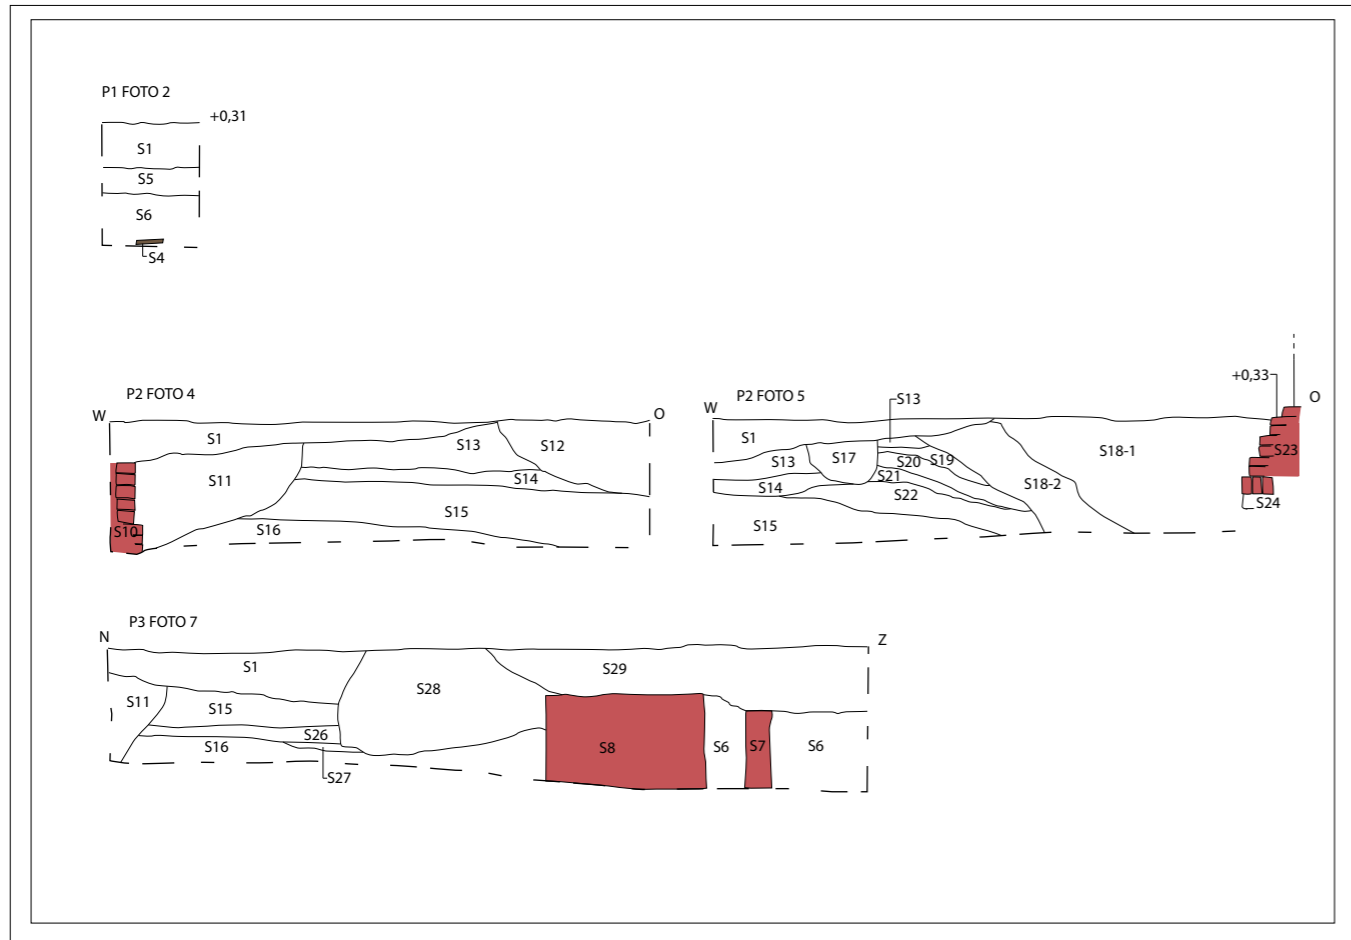 P1 FOTO 2
+0,31
S1
S5
S6
S4
P2 FOTO 4
W
O
S1
S13
S12
S11
S14
S15
S10
S16
P2 FOTO 5
+0,33
W
S13
O
S1
S18-1
S13
S17
S20
S19
S23
S14
S21
S22
S18-2
S24
S15
P3 FOTO 7
N
Z
S1
S29
S28
S11
S15
S26
S16
S27
S8
S6
S7
S6